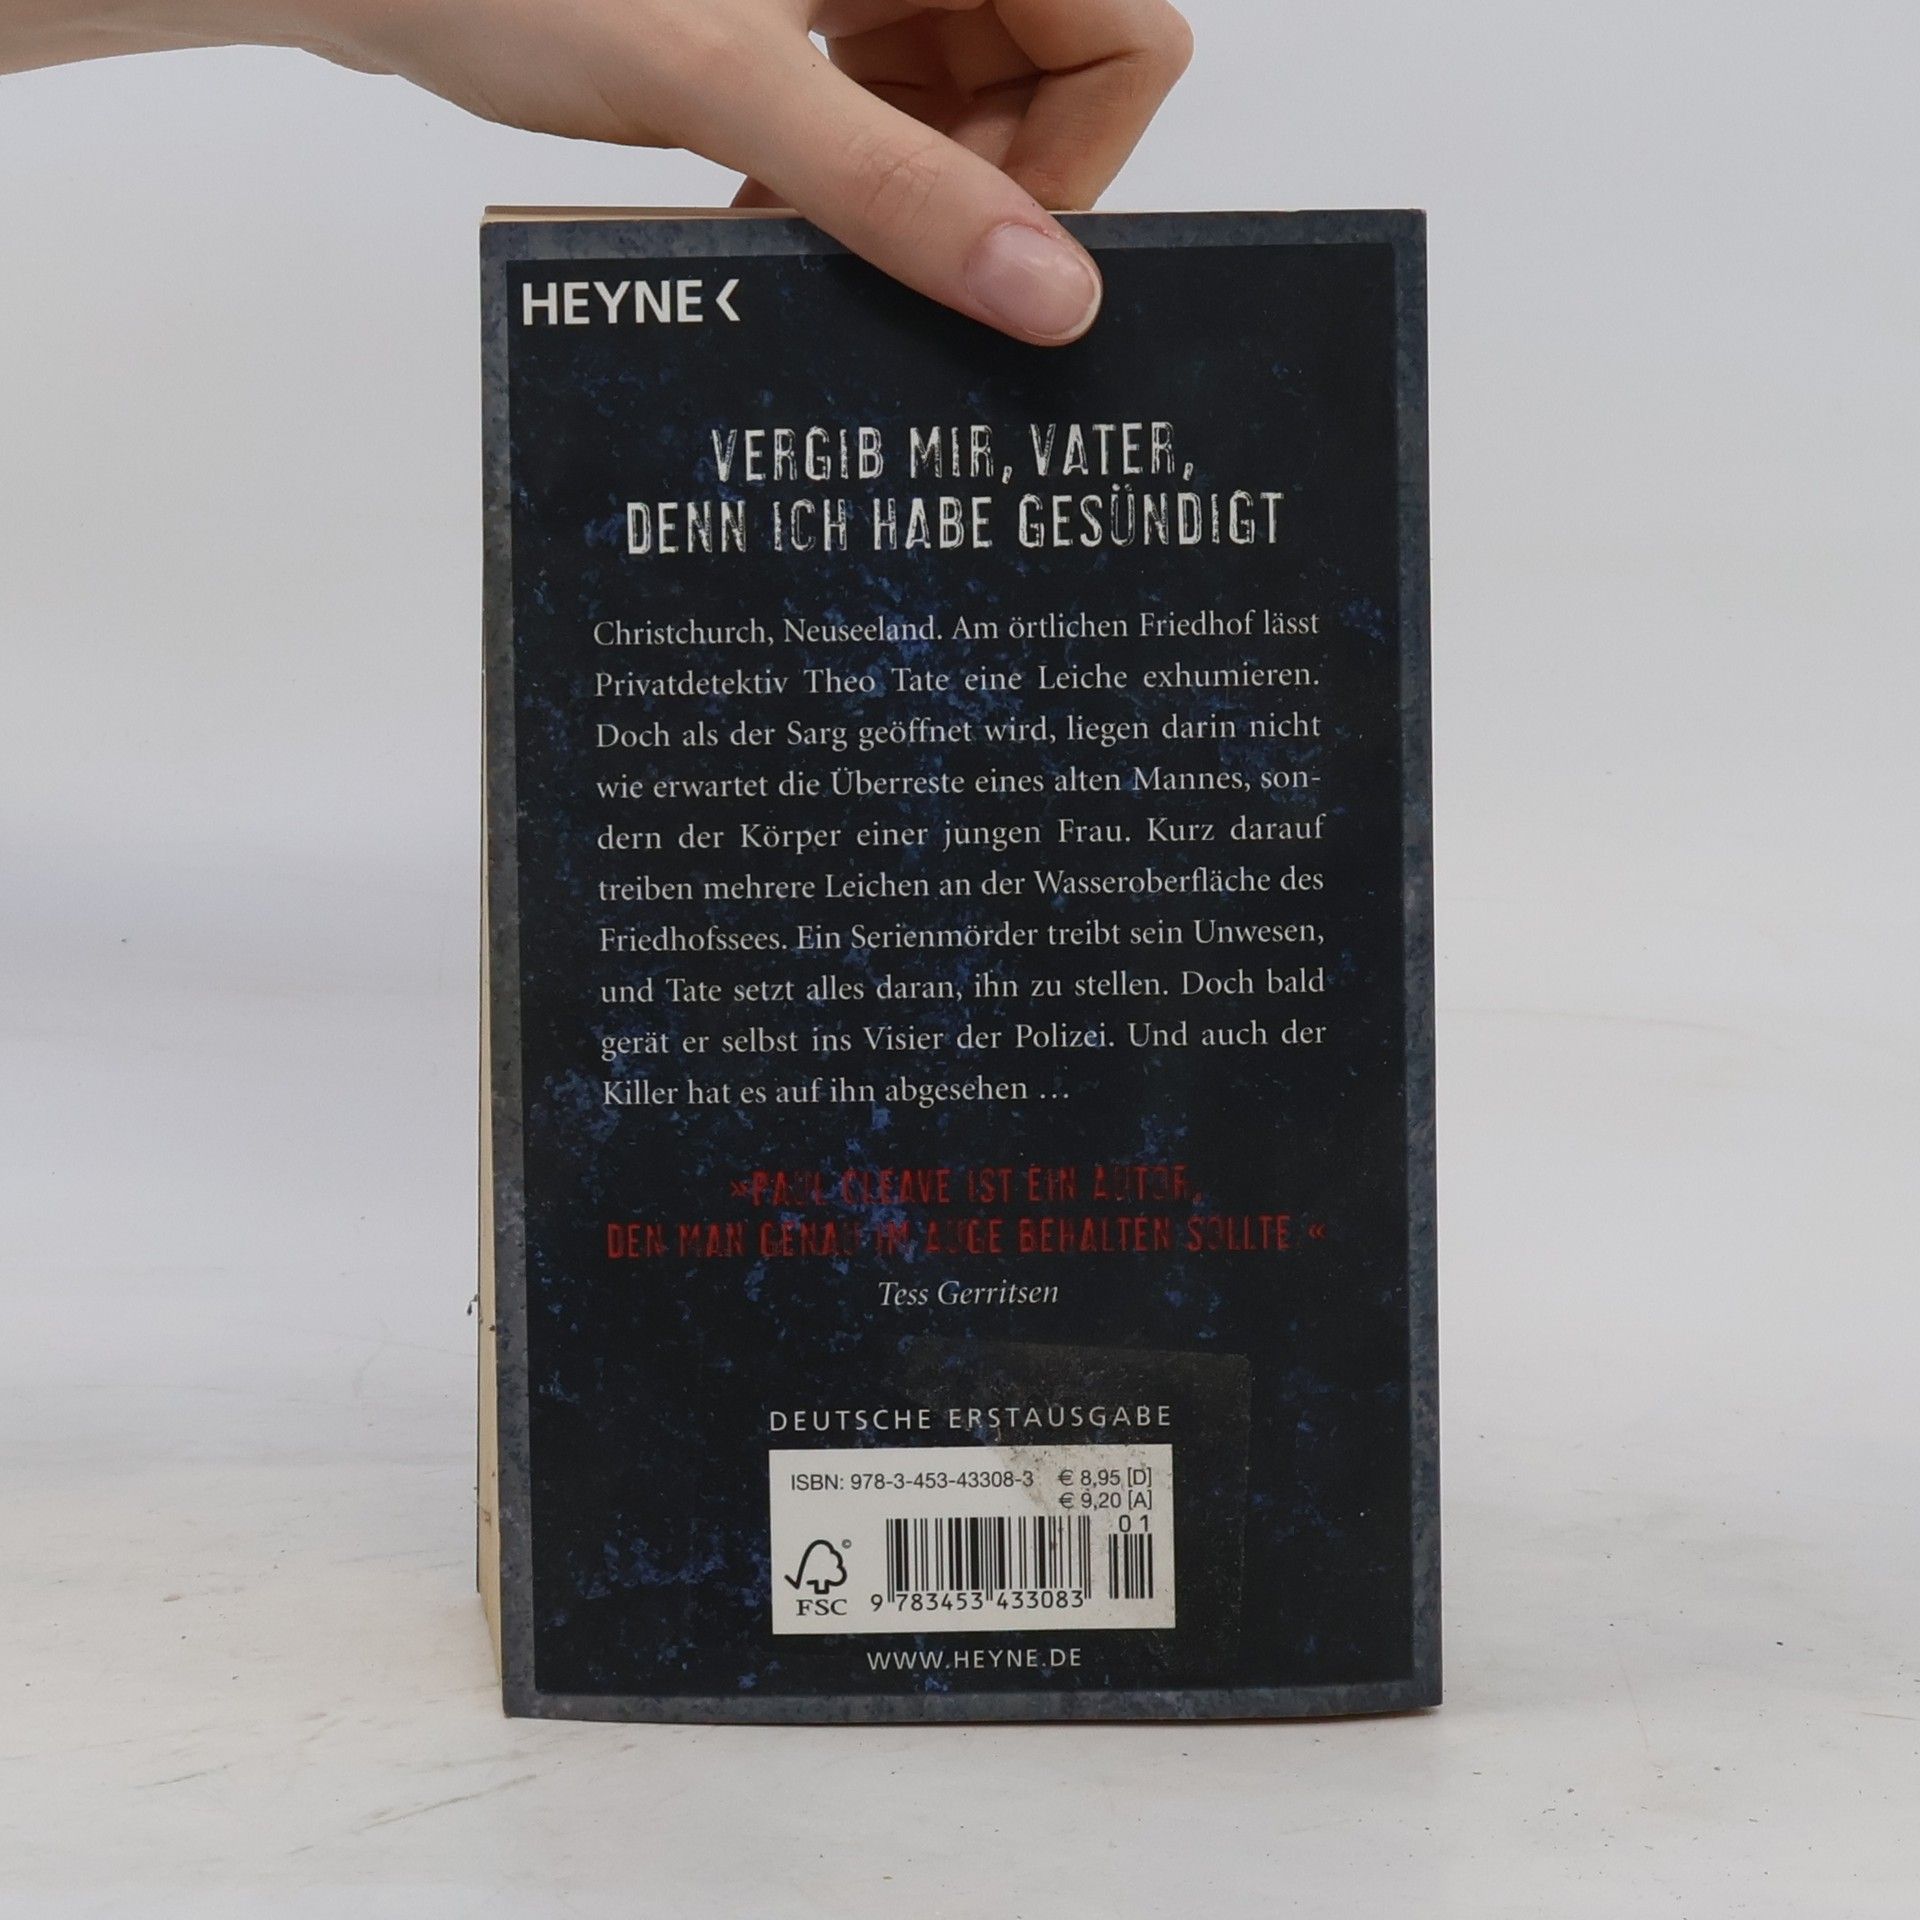 HEYNE<
VERGIB MIR, VATER,
DENN ICH HABE GESÜNDIGT
Christchurch, Neuseeland. Am örtlichen Friedhof lässt
Privatdetektiv Theo Tate eine Leiche exhumieren.
Doch als der Sarg geöffnet wird, liegen darin nicht
wie erwartet die Überreste eines alten Mannes, son-
dern der Körper einer jungen Frau. Kurz darauf
treiben mehrere Leichen an der Wasseroberfläche des
Friedhofssees. Ein Serienmörder treibt sein Unwesen,
und Tate setzt alles daran, ihn zu stellen. Doch bald
gerät er selbst ins Visier der Polizei. Und auch der
Killer hat es auf ihn abgesehen …
»PAUL CLEAVE IST EIN AUTOR,
DEN MAN GENAU IM AUGE BEHALTEN SOLLTE.«
Tess Gerritsen
DEUTSCHE ERSTAUSGABE
ISBN: 978-3-453-43308-3 € 8,95 [D]
€ 9,20 [A]
01
FSC ©
9 783453 433083
WWW.HEYNE.DE